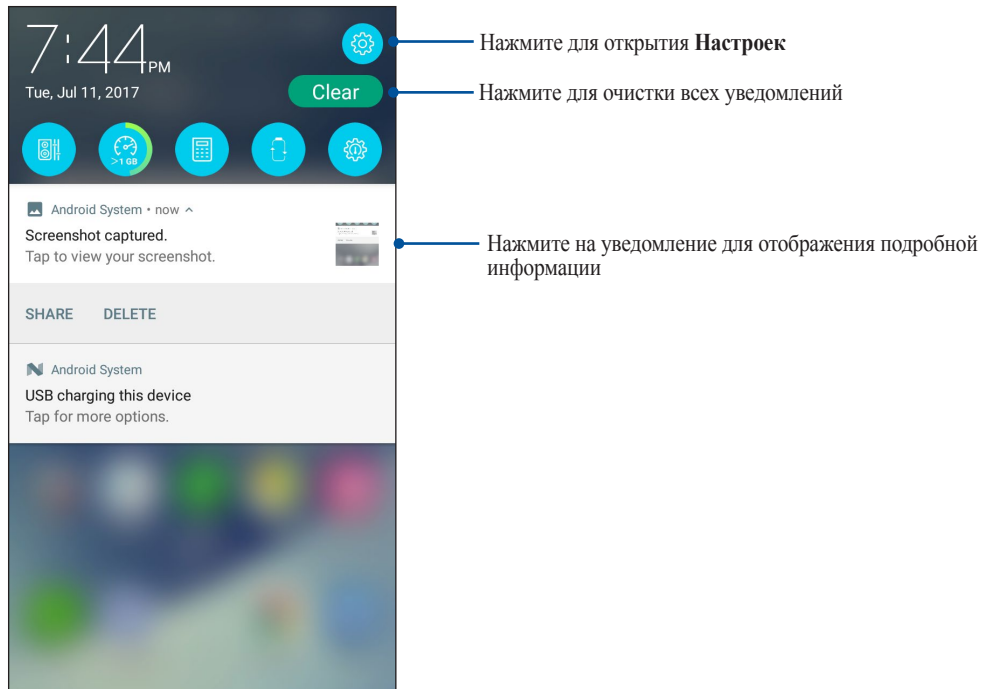 7:44 PM
Нажмите для открытия Настроек
Tue, Jul 11, 2017
Clear
Нажмите для очистки всех уведомлений
>1 GB
Android System • now
Screenshot captured.
Tap to view your screenshot.
Нажмите на уведомление для отображения подробной
информации
SHARE DELETE
Android System
USB charging this device
Tap for more options.